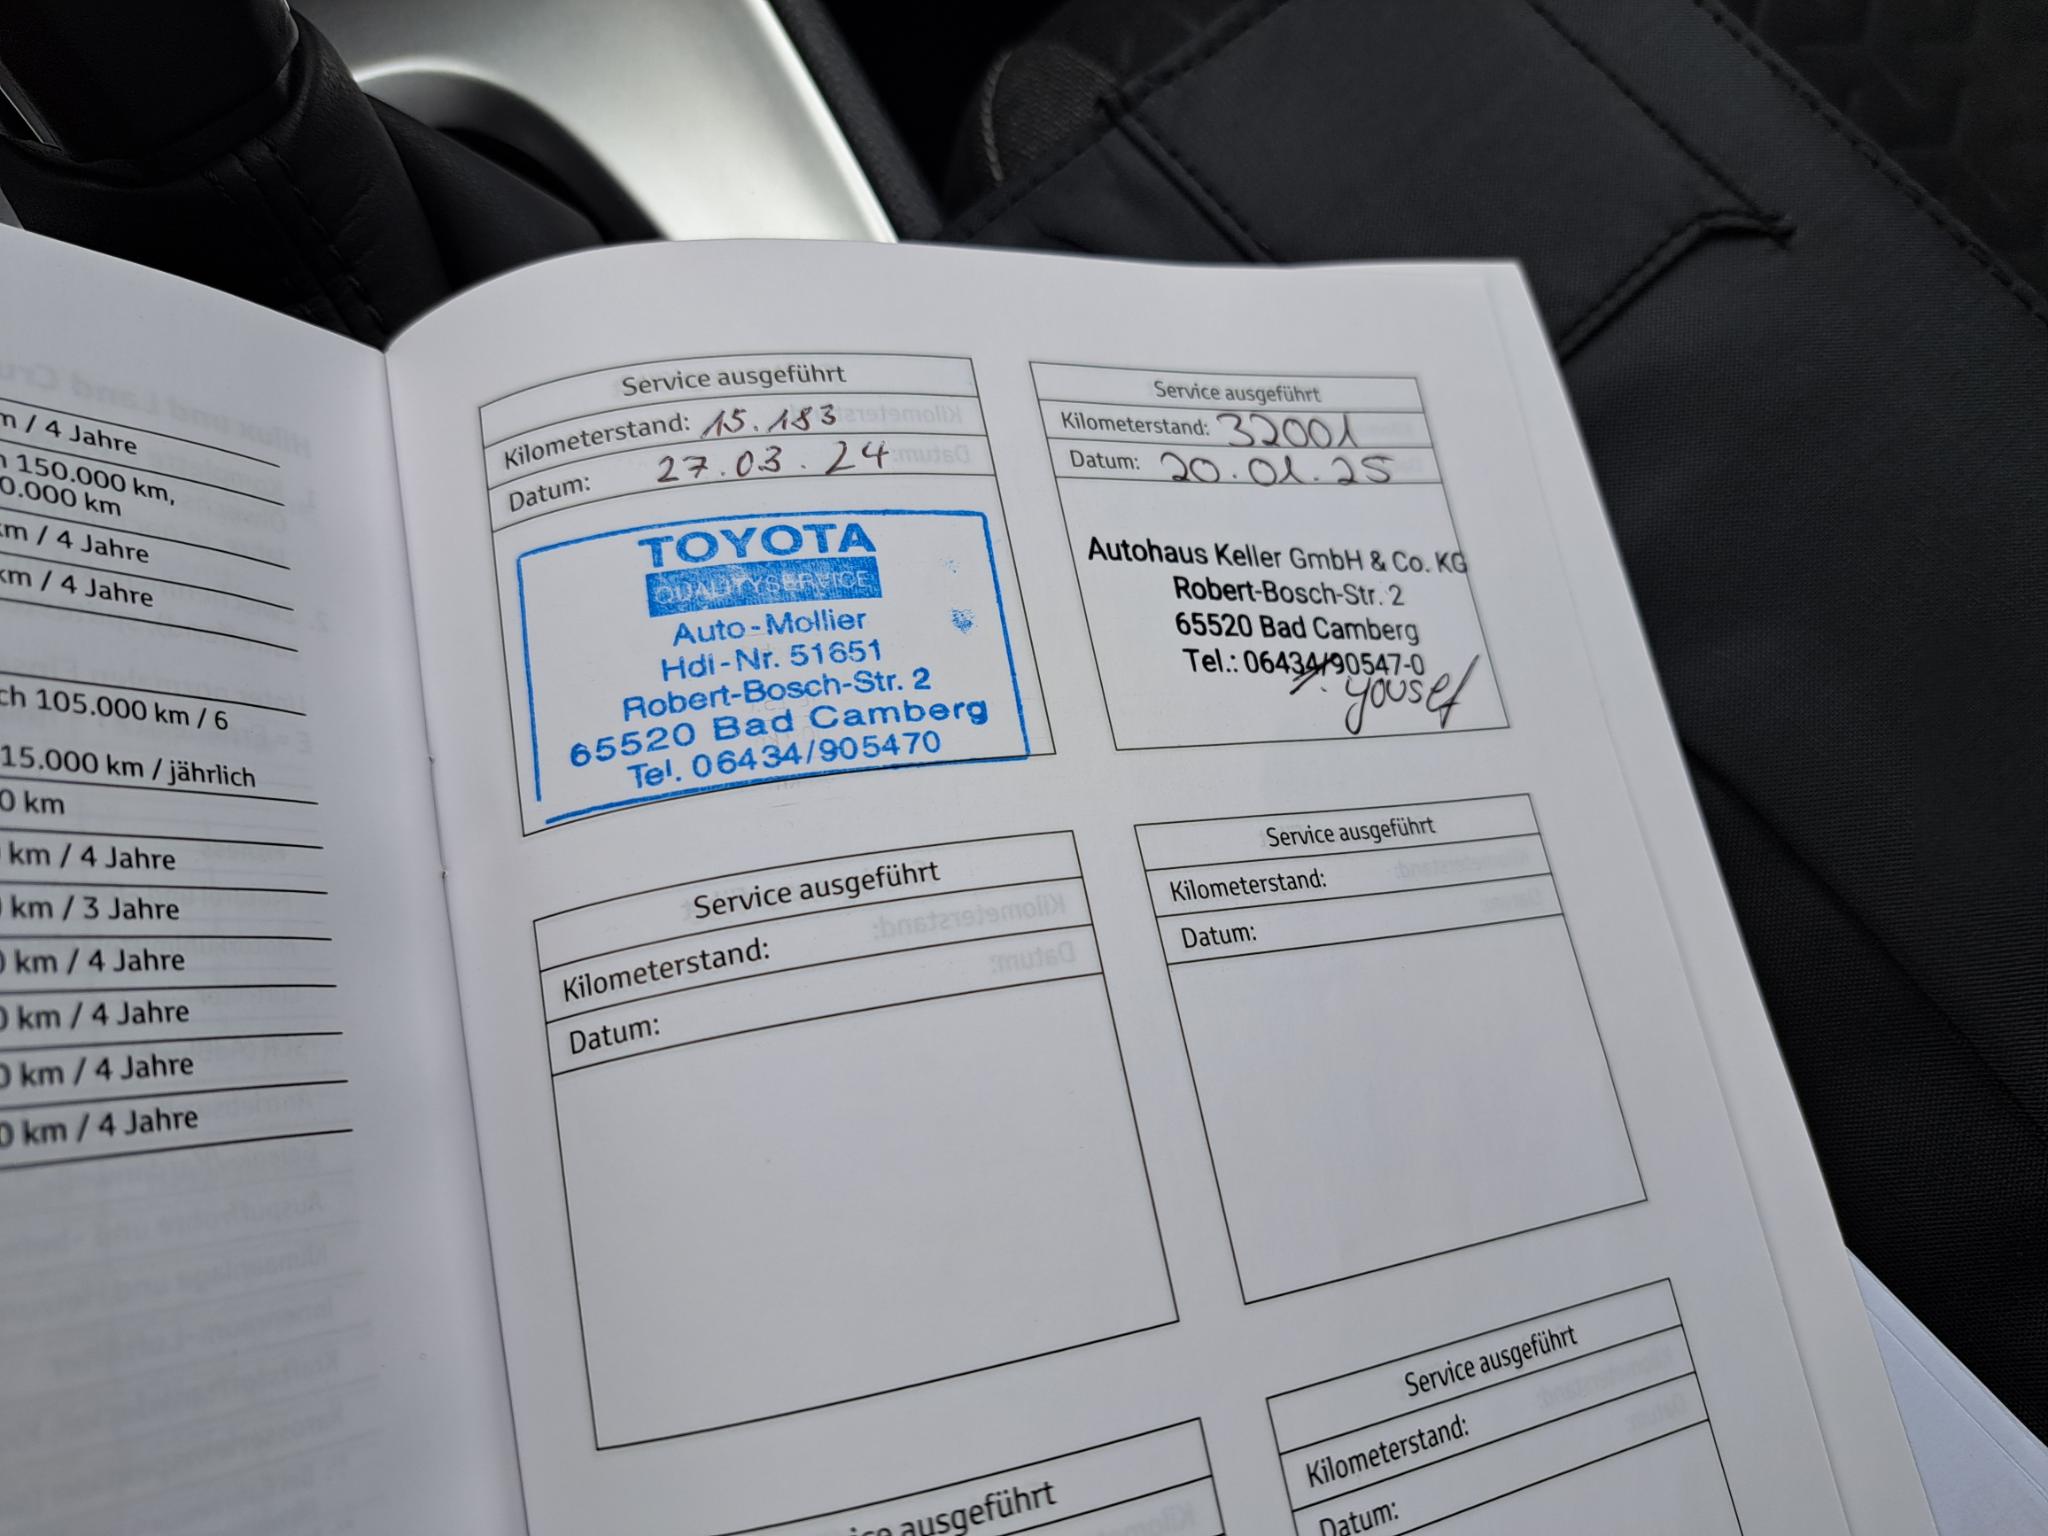 m / 4 Jahre
150.000 km,
0.000 km
km / 4 Jahre
km / 4 Jahre
ch 105.000 km / 6
15.000 km / jährlich
0 km
km / 4 Jahre
km / 3 Jahre
0 km / 4 Jahre
0 km / 4 Jahre
0 km / 4 Jahre
0 km / 4 Jahre
Service ausgeführt
Kilometerstand: 15.183
Datum: 27.03.24
TOYOTA
QUALITYSERVICE
Auto-Mollier
Hdl-Nr. 51651
Robert-Bosch-Str. 2
65520 Bad Camberg
Tel. 06434/905470
Service ausgeführt
Kilometerstand: 32001
Datum: 20.01.25
Autohaus Keller GmbH & Co. KG
Robert-Bosch-Str. 2
65520 Bad Camberg
Tel.: 06434/90547-0
yousef
Service ausgeführt
Kilometerstand:
Datum:
Service ausgeführt
Kilometerstand:
Datum:
ausgeführt
Service ausgeführt
Kilometerstand:
Datum: